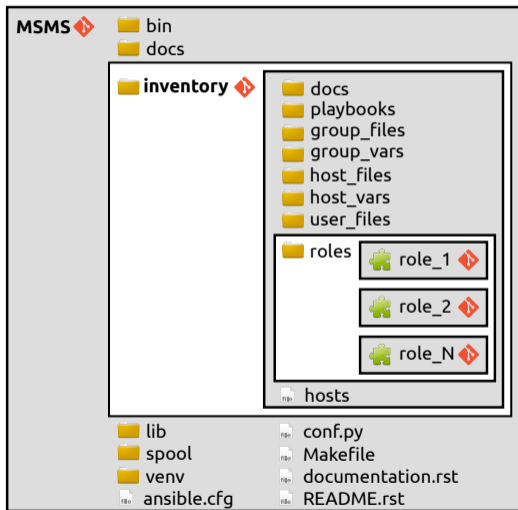 MSMS
bin
docs
inventory
docs
playbooks
group_files
group_vars
host_files
host_vars
user_files
roles
role_1
role_2
role_N
hosts
lib
conf.py
spool
Makefile
venv
documentation.rst
ansible.cfg
README.rst